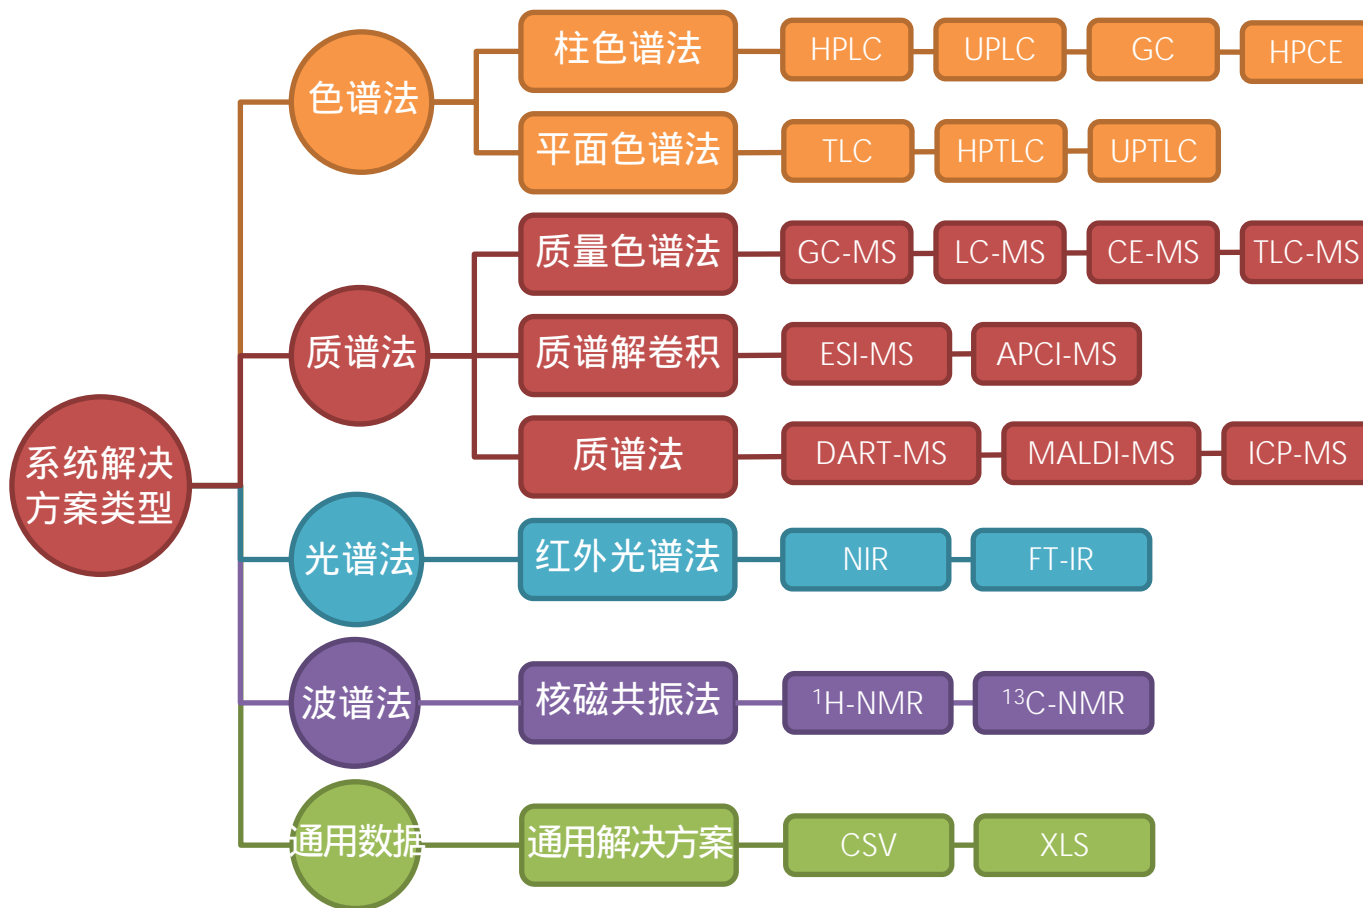 系统解决
方案类型
色谱法
柱色谱法
HPLC
UPLC
GC
HPCE
平面色谱法
TLC
HPTLC
UPTLC
质谱法
质量色谱法
GC-MS
LC-MS
CE-MS
TLC-MS
质谱解卷积
ESI-MS
APCI-MS
质谱法
DART-MS
MALDI-MS
ICP-MS
光谱法
红外光谱法
NIR
FT-IR
波谱法
核磁共振法
¹H-NMR
¹³C-NMR
通用数据
通用解决方案
CSV
XLS